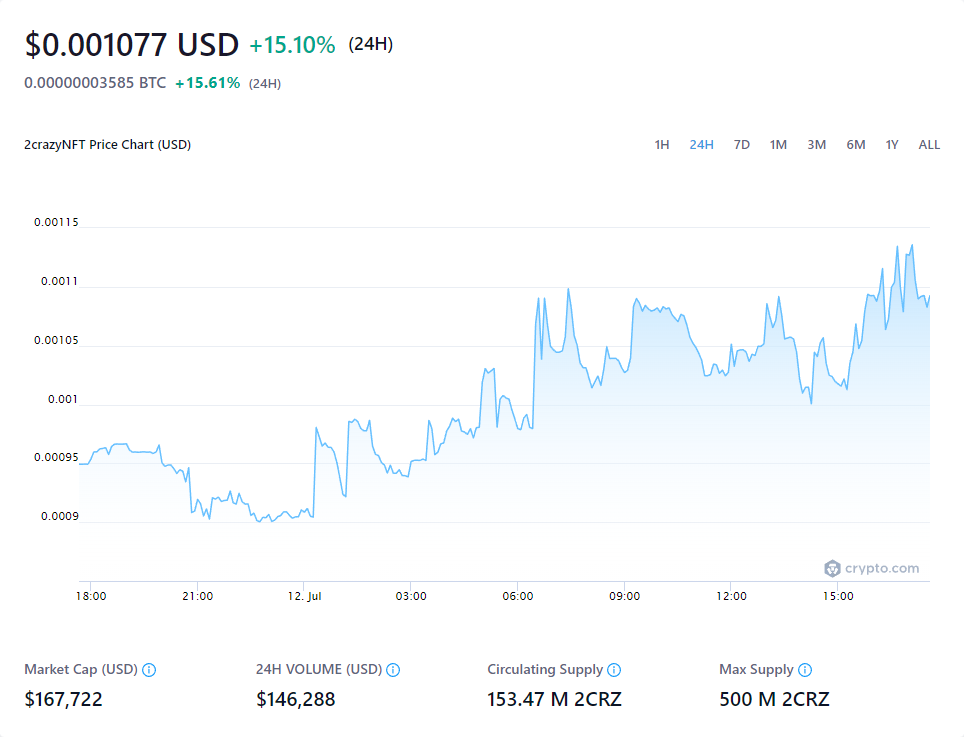 $0.001077 USD +15.10% (24H)
0.00000003585 BTC +15.61% (24H)
2crazyNFT Price Chart (USD) 1H 24H 7D 1M 3M 6M 1Y ALL
0.00115
0.0011
0.00105
0.001
0.00095
0.0009
crypto.com
18:00 21:00 12. Jul 03:00 06:00 09:00 12:00 15:00
Market Cap (USD) 24H VOLUME (USD) Circulating Supply Max Supply
$167,722 $146,288 153.47 M 2CRZ 500 M 2CRZ